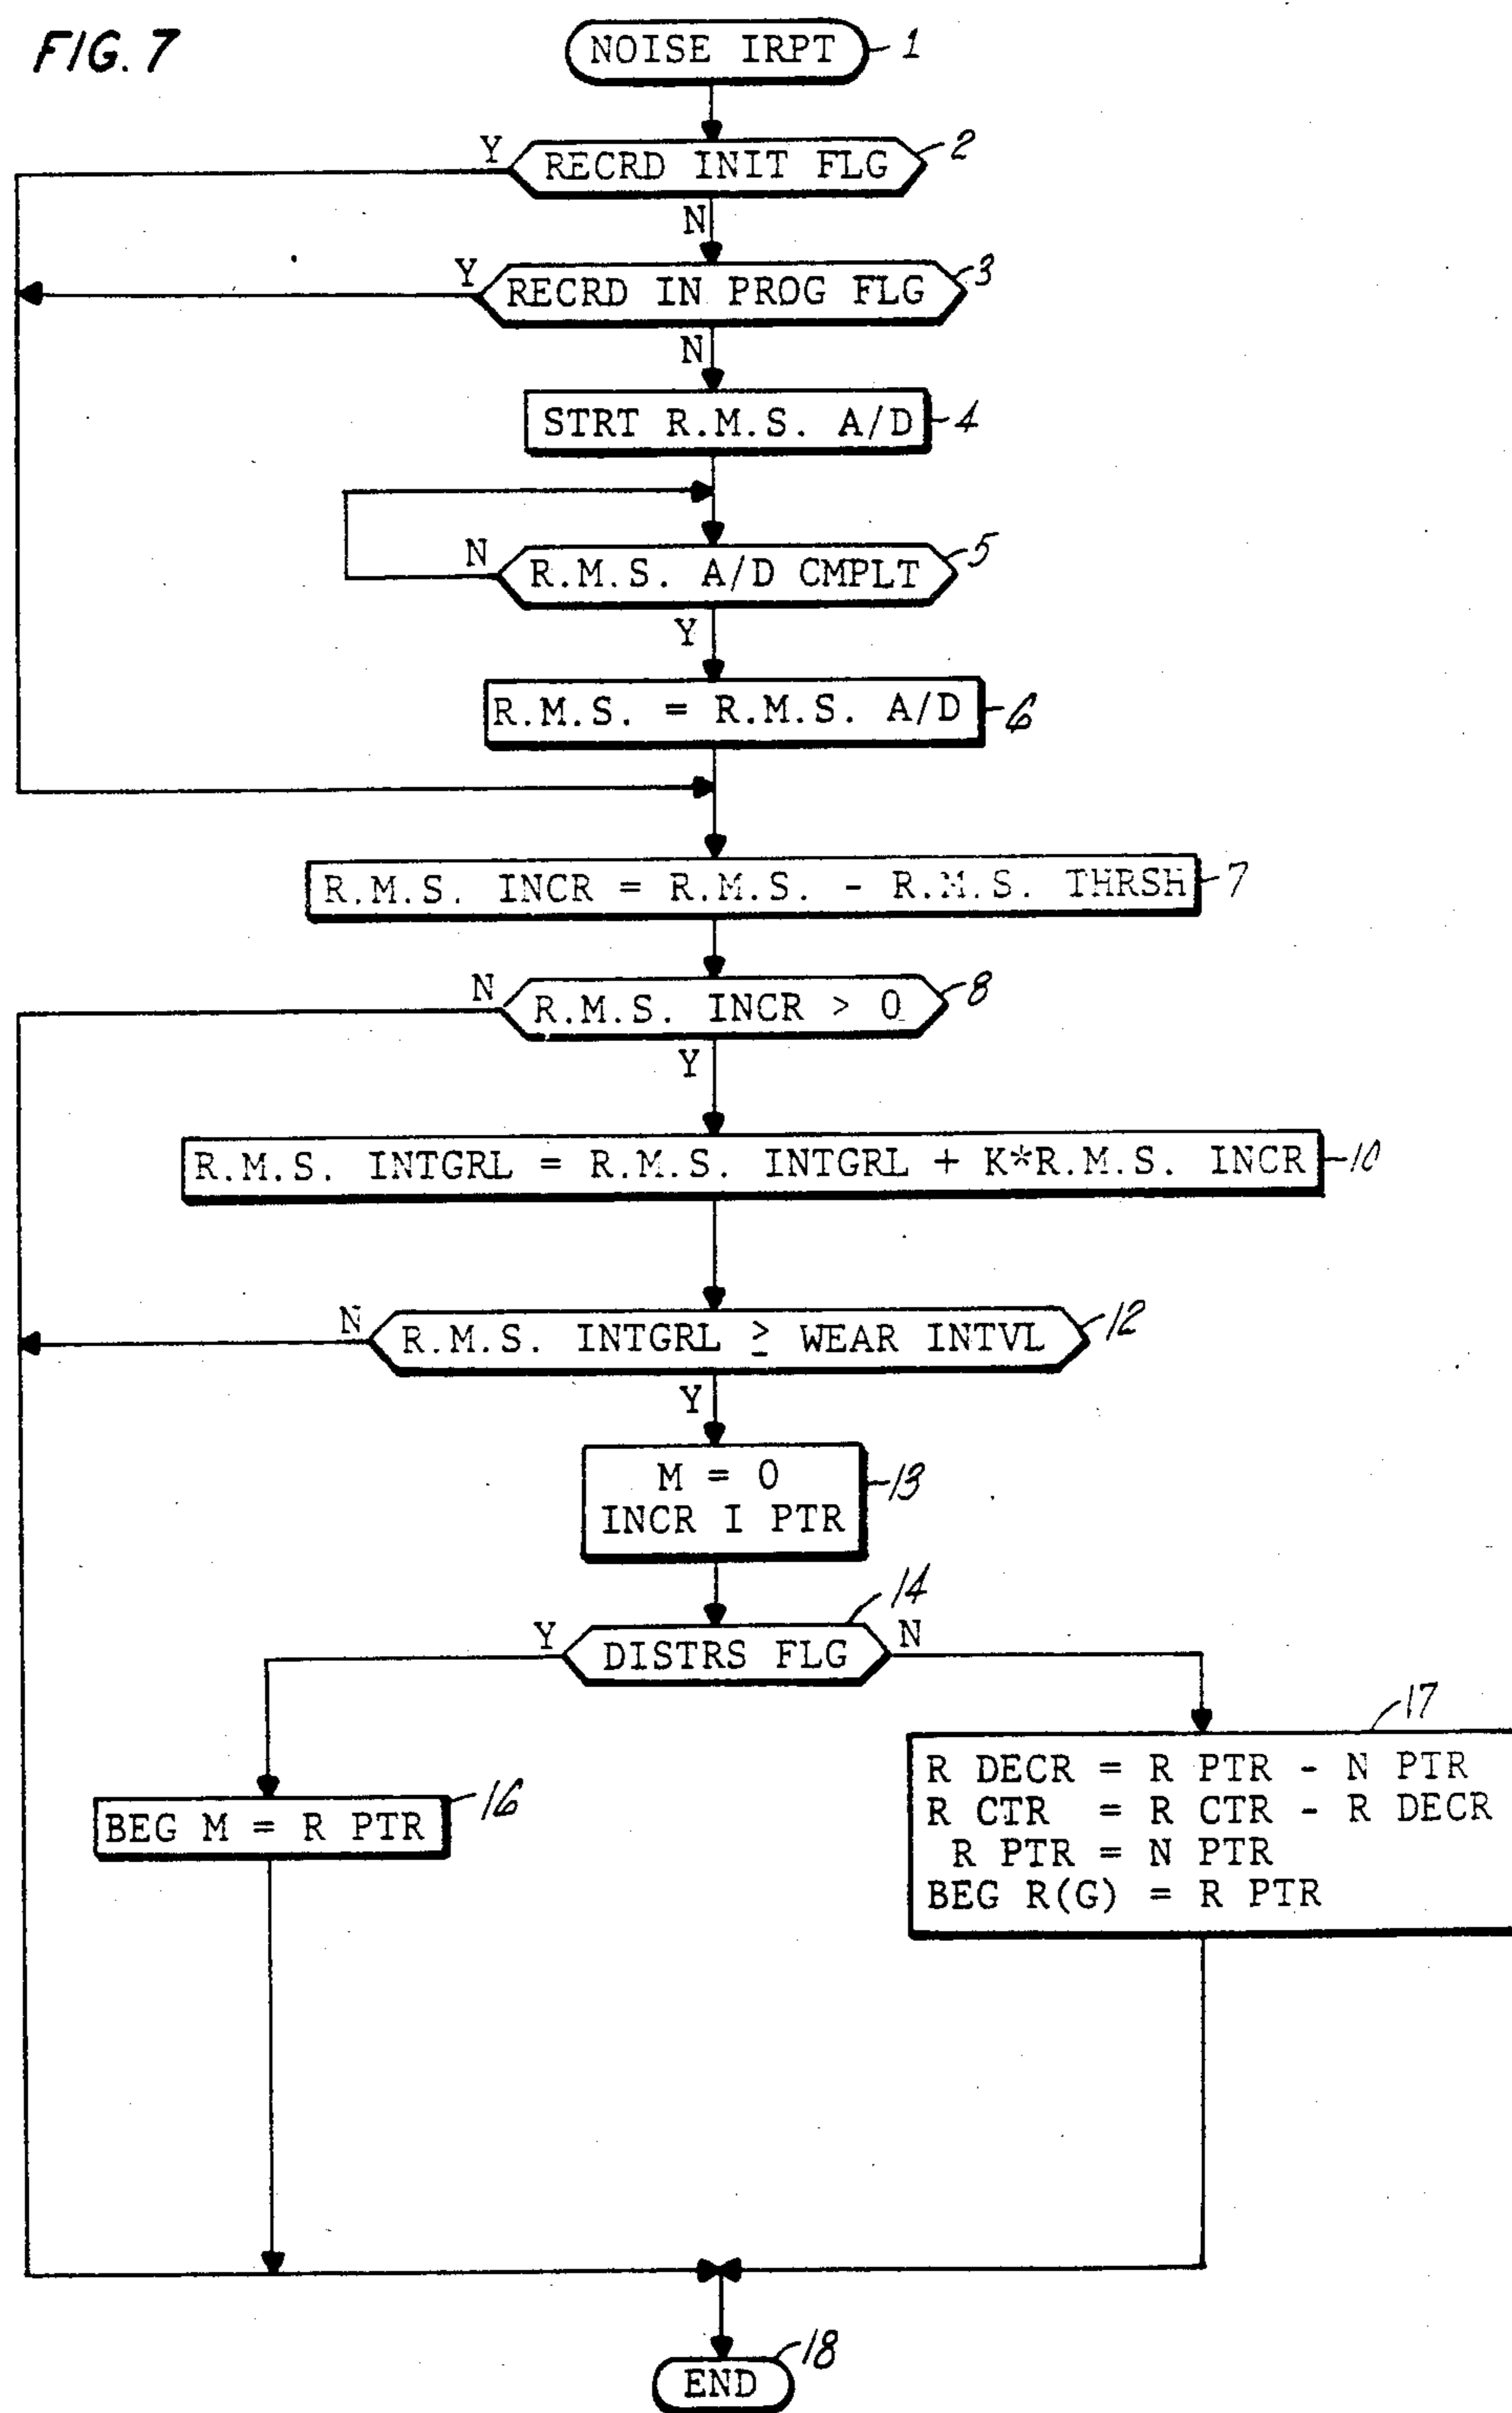 FIG. 7
NOISE IRPT
1
Y
RECRD INIT FLG
2
N
Y
RECRD IN PROG FLG
3
N
STRT R.M.S. A/D
4
N
R.M.S. A/D CMPLT
5
Y
R.M.S. = R.M.S. A/D
6
R.M.S. INCR = R.M.S. - R.M.S. THRSH
7
N
R.M.S. INCR > 0
8
Y
R.M.S. INTGRL = R.M.S. INTGRL + K*R.M.S. INCR
10
N
R.M.S. INTGRL ≥ WEAR INTVL
12
Y
M = 0
INCR I PTR
13
Y
DISTRS FLG
14
N
BEG M = R PTR
16
17
R DECR = R PTR - N PTR
R CTR = R CTR - R DECR
R PTR = N PTR
BEG R(G) = R PTR
END
18